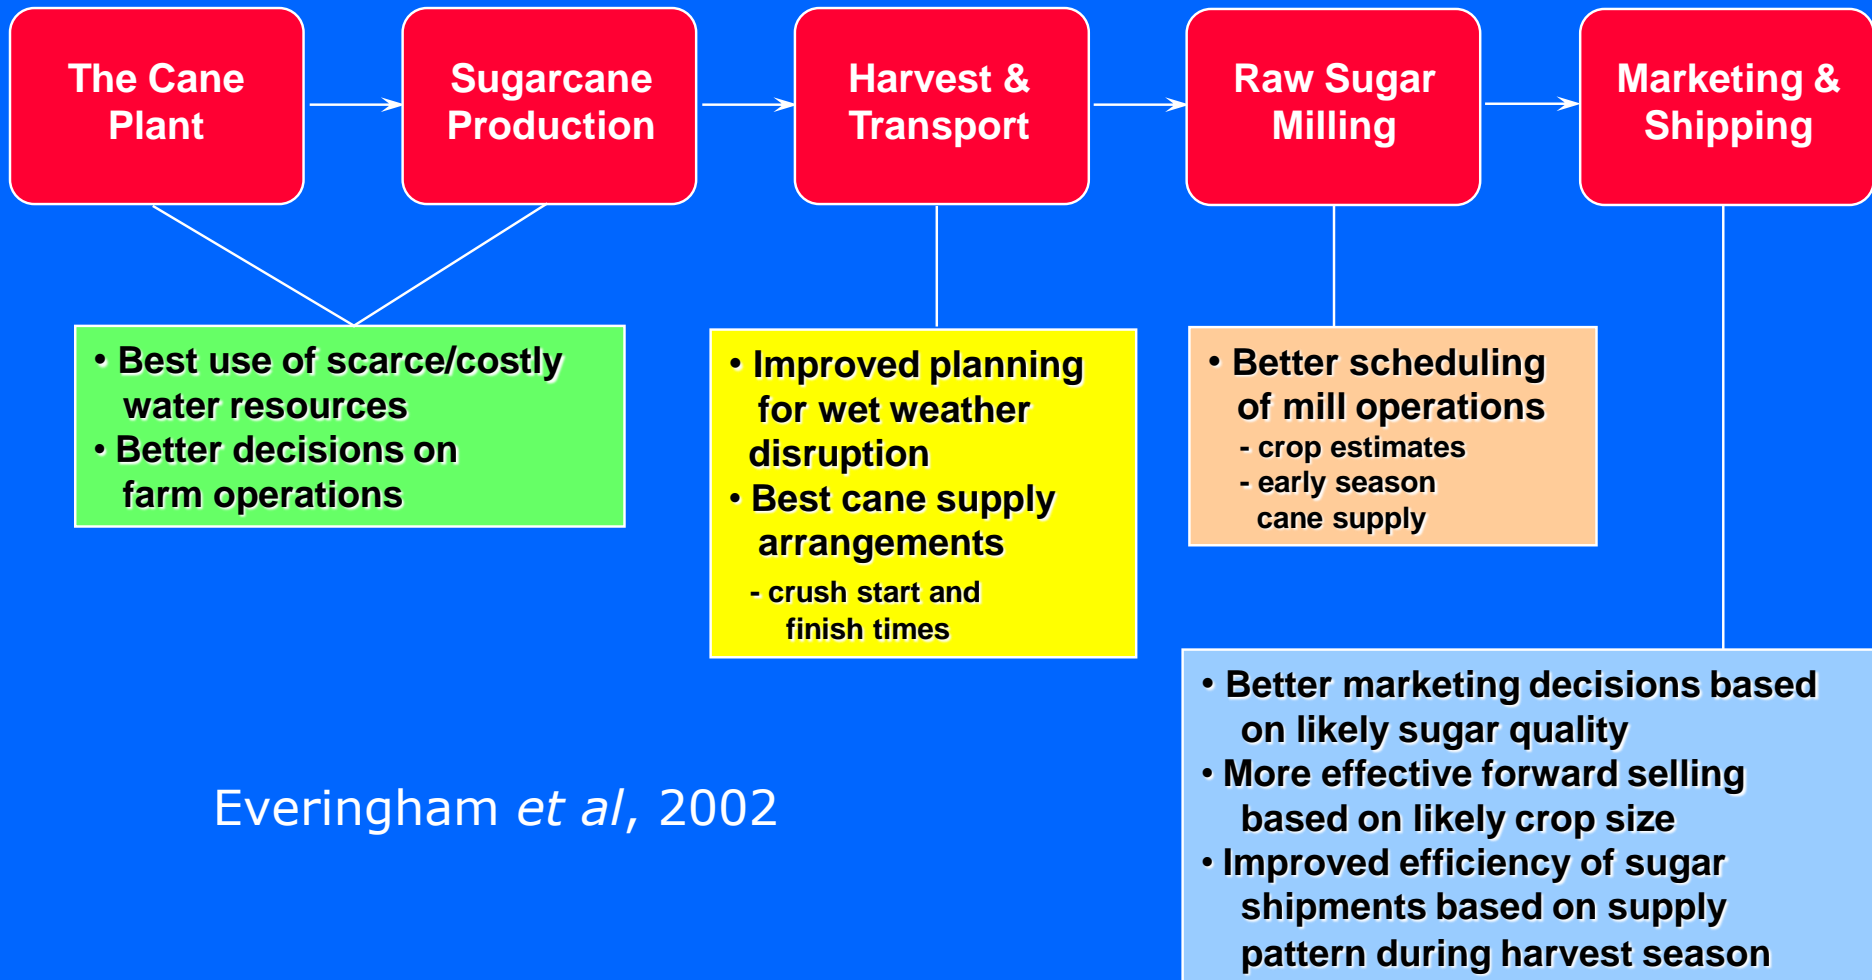 The Cane
Plant
Sugarcane
Production
Harvest &
Transport
Raw Sugar
Milling
Marketing &
Shipping
• Best use of scarce/costly
water resources
• Better decisions on
farm operations
• Improved planning
for wet weather
disruption
• Best cane supply
arrangements
- crush start and
finish times
• Better scheduling
of mill operations
- crop estimates
- early season
cane supply
• Better marketing decisions based
on likely sugar quality
• More effective forward selling
based on likely crop size
• Improved efficiency of sugar
shipments based on supply
pattern during harvest season
Everingham et al, 2002